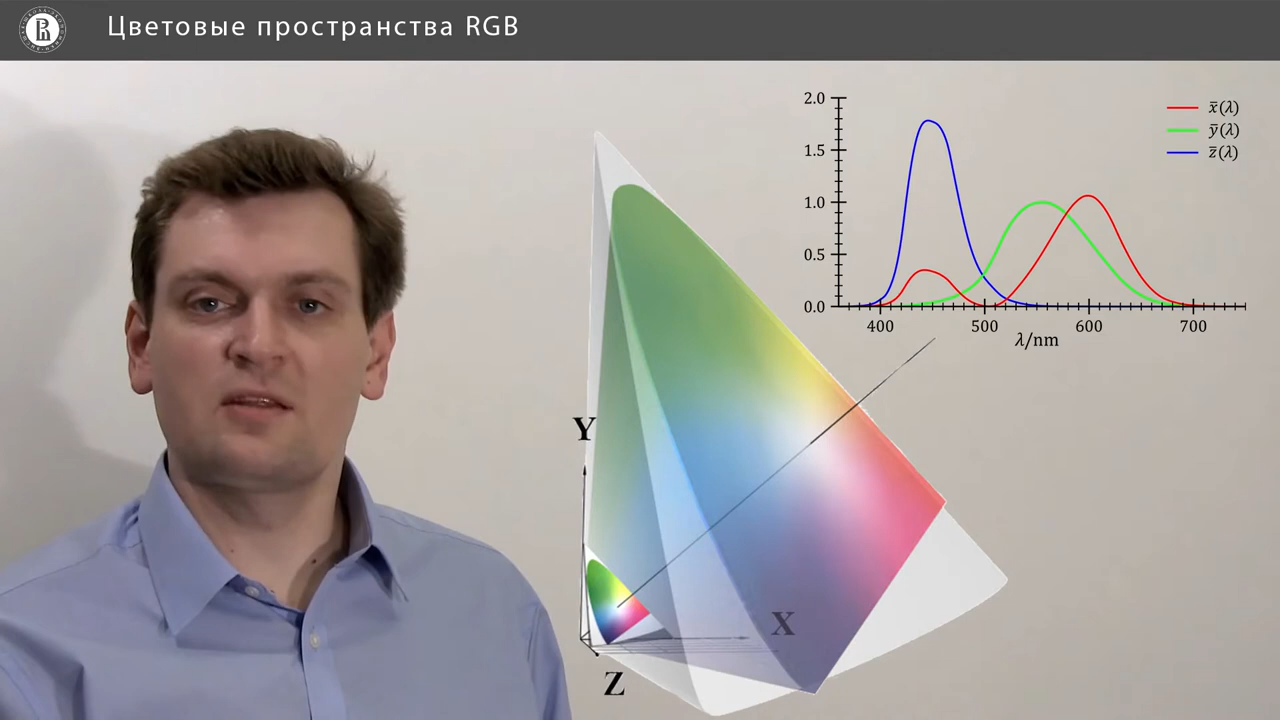 Цветовые пространства RGB
2.0
1.5
1.0
0.5
0.0
400 500 600 700
λ/nm
x̄(λ)
ȳ(λ)
z̄(λ)
Y
X
Z